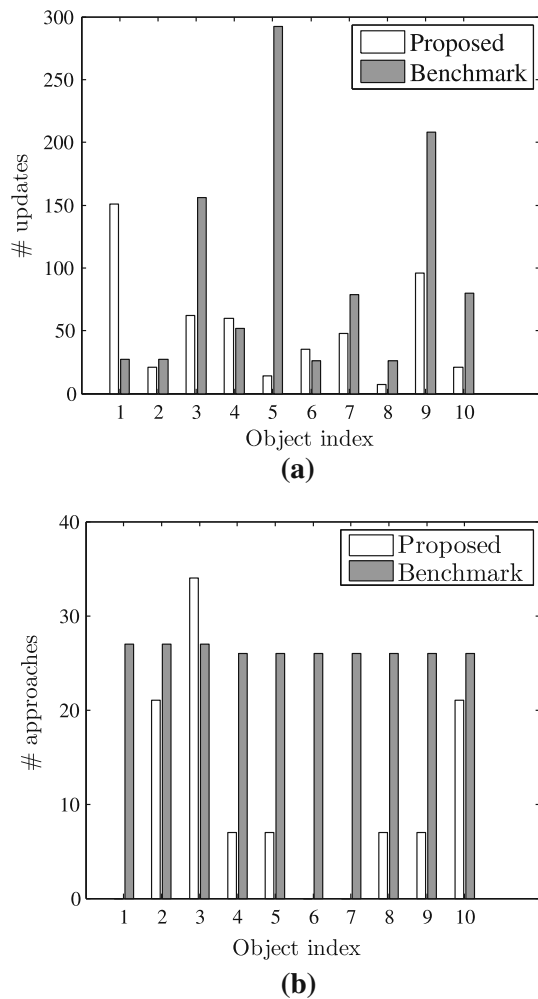 300
250
200
150
100
50
0
# updates
Proposed
Benchmark
1 2 3 4 5 6 7 8 9 10
Object index
(a)
40
30
20
10
0
# approaches
Proposed
Benchmark
1 2 3 4 5 6 7 8 9 10
Object index
(b)